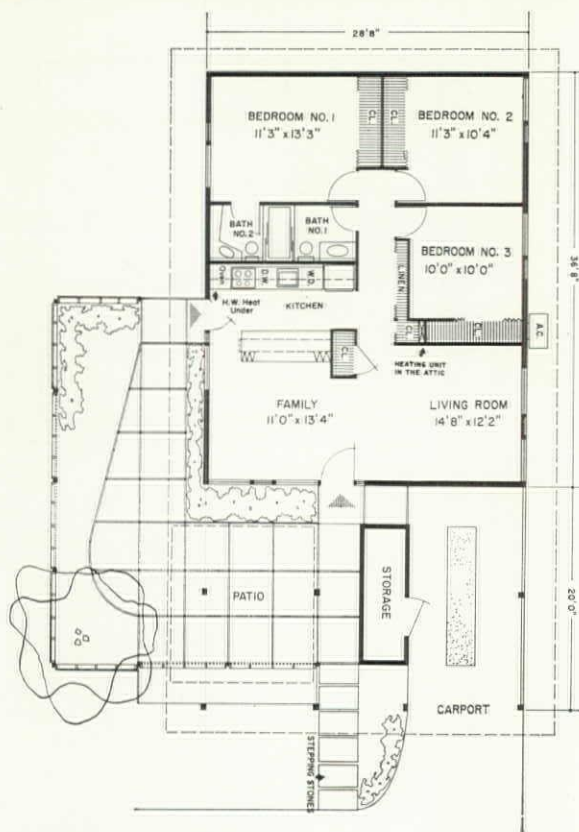 28'8"
BEDROOM NO. 1
11'3" x 13'3"
CL.
CL.
BEDROOM NO. 2
11'3" x 10'4"
BATH
NO.2
BATH
NO.1
BEDROOM NO. 3
10'0" x 10'0"
36'8"
LINEN
Oven
D.W.
W.D.
H.W. Heat
Under
KITCHEN
CL.
CL.
CL.
A.C.
HEATING UNIT
IN THE ATTIC
FAMILY
11'0" x 13'4"
LIVING ROOM
14'8" x 12'2"
PATIO
STORAGE
20'0"
CARPORT
STEPPING STONES